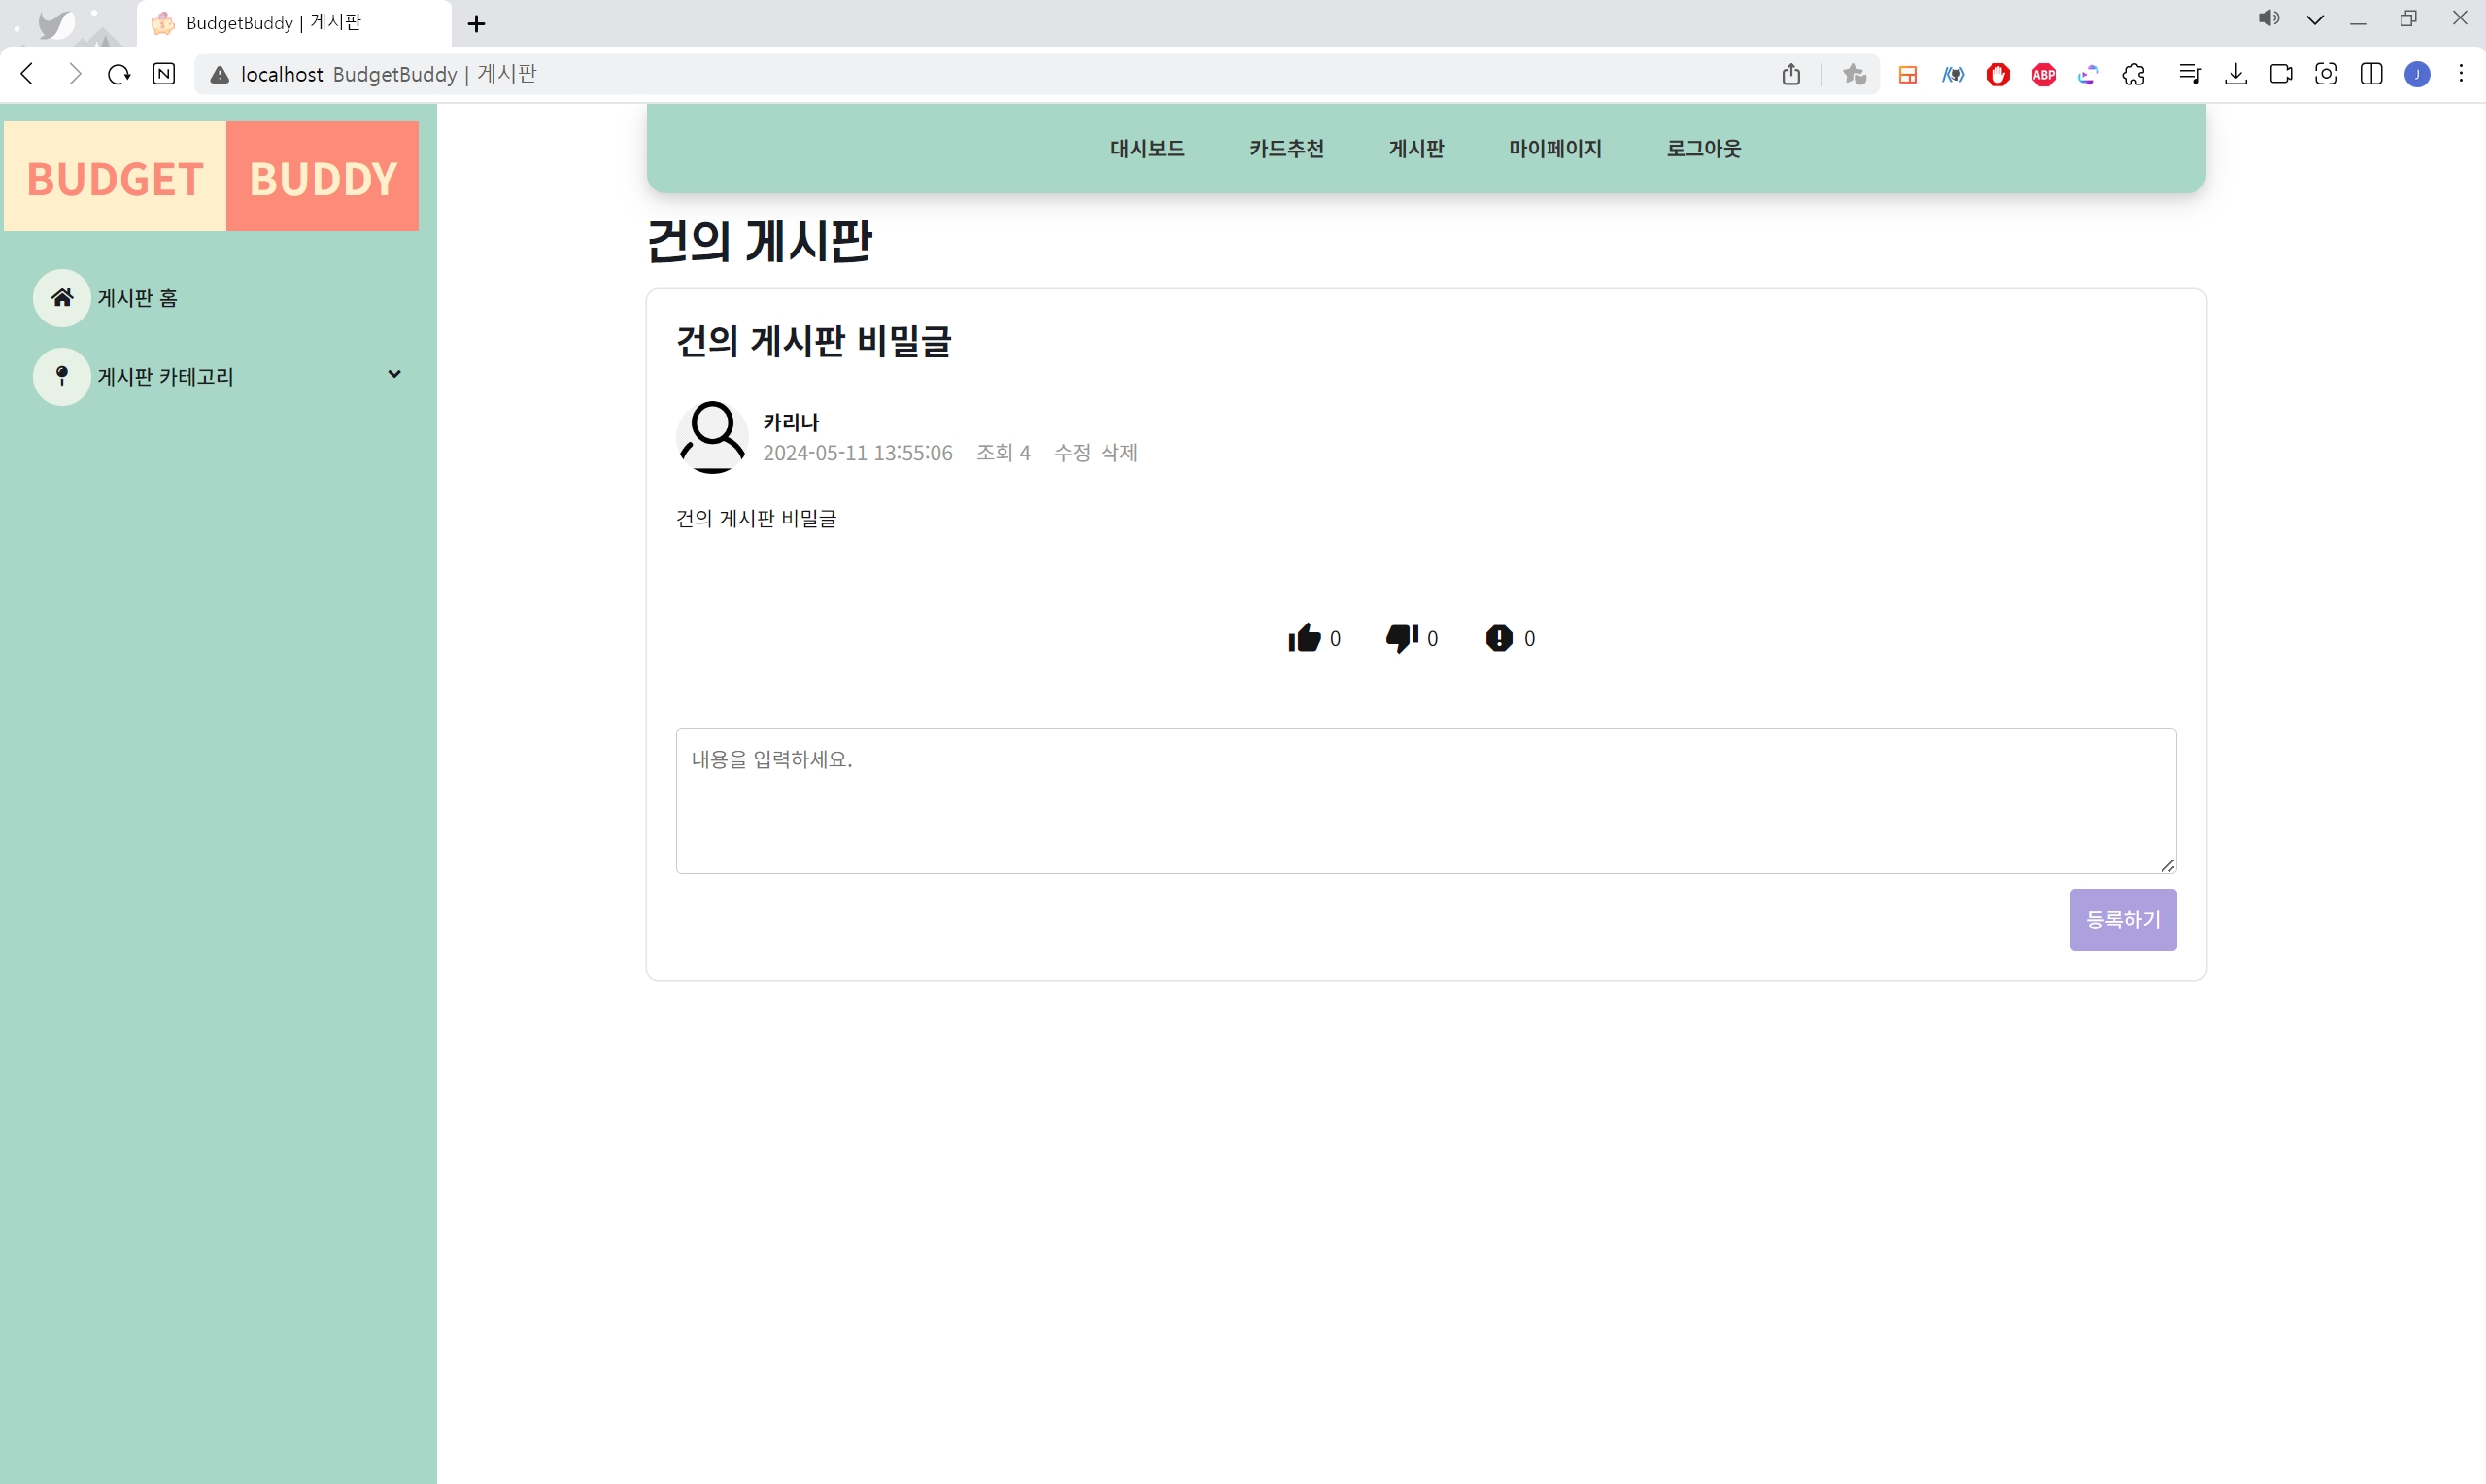 BudgetBuddy | 게시판
localhost BudgetBuddy | 게시판
ABP
J
BUDGET BUDDY
대시보드 카드추천 게시판 마이페이지 로그아웃
게시판 홈
게시판 카테고리
건의 게시판
건의 게시판 비밀글
카리나
2024-05-11 13:55:06 조회 4 수정 삭제
건의 게시판 비밀글
0 0 0
내용을 입력하세요.
등록하기